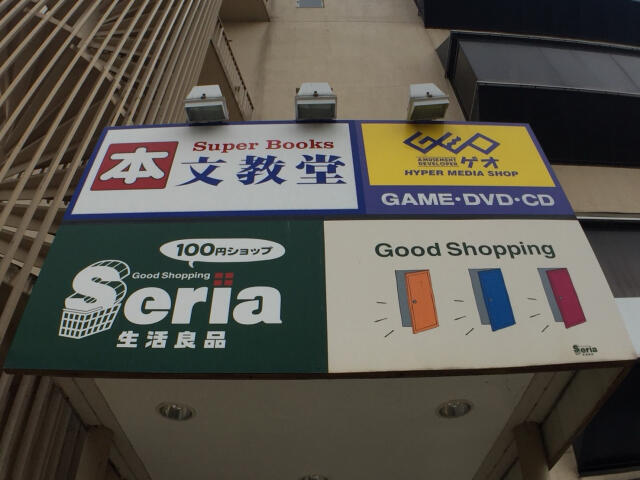 本
Super Books
文教堂
GEO
AMUSEMENT
DEVELOPER
ゲオ
HYPER MEDIA SHOP
GAME・DVD・CD
100円ショップ
Good Shopping
Seria
生活良品
Good Shopping
Seria